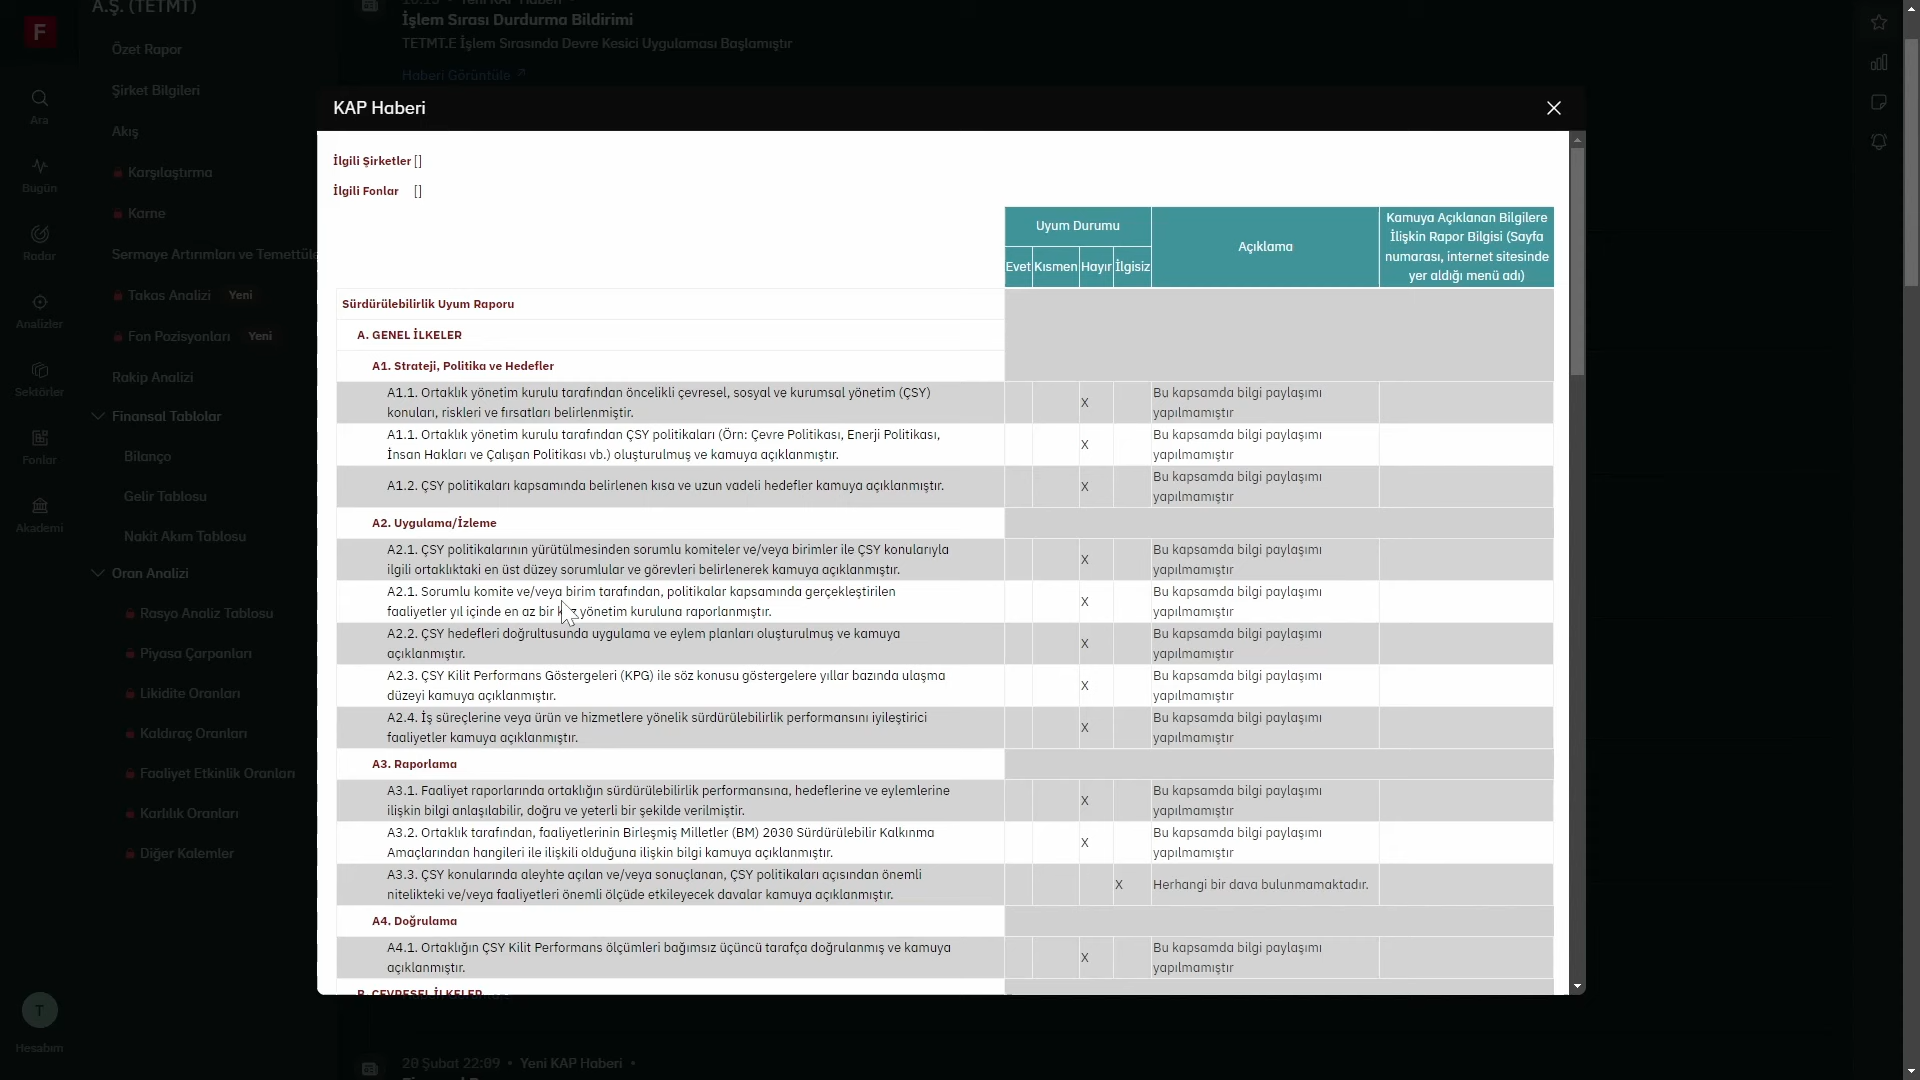 A.Ş. (TETMT)
Yeni KAP Haberi
İşlem Sırası Durdurma Bildirimi
TETMT.E İşlem Sırasında Devre Kesici Uygulaması Başlamıştır
Haberi Görüntüle
F
Ara
Bugün
Radar
Analizler
Sektörler
Fonlar
Akademi
T
Hesabım
Özet Rapor
Şirket Bilgileri
Akış
Karşılaştırma
Karne
Sermaye Artırımları ve Temettüle
Takas Analizi Yeni
Fon Pozisyonları Yeni
Rakip Analizi
Finansal Tablolar
Bilanço
Gelir Tablosu
Nakit Akım Tablosu
Oran Analizi
Rasyo Analiz Tablosu
Piyasa Çarpanları
Likidite Oranları
Kaldıraç Oranları
Faaliyet Etkinlik Oranları
Karlılık Oranları
Diğer Kalemler
KAP Haberi
İlgili Şirketler []
İlgili Fonlar []
Uyum Durumu
Evet Kısmen Hayır İlgisiz
Açıklama
Kamuya Açıklanan Bilgilere
İlişkin Rapor Bilgisi (Sayfa
numarası, internet sitesinde
yer aldığı menü adı)
Sürdürülebilirlik Uyum Raporu
A. GENEL İLKELER
A1. Strateji, Politika ve Hedefler
A1.1. Ortaklık yönetim kurulu tarafından öncelikli çevresel, sosyal ve kurumsal yönetim (ÇSY)
konuları, riskleri ve fırsatları belirlenmiştir.
X
Bu kapsamda bilgi paylaşımı
yapılmamıştır
A1.1. Ortaklık yönetim kurulu tarafından ÇSY politikaları (Örn: Çevre Politikası, Enerji Politikası,
İnsan Hakları ve Çalışan Politikası vb.) oluşturulmuş ve kamuya açıklanmıştır.
X
Bu kapsamda bilgi paylaşımı
yapılmamıştır
A1.2. ÇSY politikaları kapsamında belirlenen kısa ve uzun vadeli hedefler kamuya açıklanmıştır.
X
Bu kapsamda bilgi paylaşımı
yapılmamıştır
A2. Uygulama/İzleme
A2.1. ÇSY politikalarının yürütülmesinden sorumlu komiteler ve/veya birimler ile ÇSY konularıyla
ilgili ortaklıktaki en üst düzey sorumlular ve görevleri belirlenerek kamuya açıklanmıştır.
X
Bu kapsamda bilgi paylaşımı
yapılmamıştır
A2.1. Sorumlu komite ve/veya birim tarafından, politikalar kapsamında gerçekleştirilen
faaliyetler yıl içinde en az bir kez yönetim kuruluna raporlanmıştır.
X
Bu kapsamda bilgi paylaşımı
yapılmamıştır
A2.2. ÇSY hedefleri doğrultusunda uygulama ve eylem planları oluşturulmuş ve kamuya
açıklanmıştır.
X
Bu kapsamda bilgi paylaşımı
yapılmamıştır
A2.3. ÇSY Kilit Performans Göstergeleri (KPG) ile söz konusu göstergelere yıllar bazında ulaşma
düzeyi kamuya açıklanmıştır.
X
Bu kapsamda bilgi paylaşımı
yapılmamıştır
A2.4. İş süreçlerine veya ürün ve hizmetlere yönelik sürdürülebilirlik performansını iyileştirici
faaliyetler kamuya açıklanmıştır.
X
Bu kapsamda bilgi paylaşımı
yapılmamıştır
A3. Raporlama
A3.1. Faaliyet raporlarında ortaklığın sürdürülebilirlik performansına, hedeflerine ve eylemlerine
ilişkin bilgi anlaşılabilir, doğru ve yeterli bir şekilde verilmiştir.
X
Bu kapsamda bilgi paylaşımı
yapılmamıştır
A3.2. Ortaklık tarafından, faaliyetlerinin Birleşmiş Milletler (BM) 2030 Sürdürülebilir Kalkınma
Amaçlarından hangileri ile ilişkili olduğuna ilişkin bilgi kamuya açıklanmıştır.
X
Bu kapsamda bilgi paylaşımı
yapılmamıştır
A3.3. ÇSY konularında aleyhte açılan ve/veya sonuçlanan, ÇSY politikaları açısından önemli
nitelikteki ve/veya faaliyetleri önemli ölçüde etkileyecek davalar kamuya açıklanmıştır.
X
Herhangi bir dava bulunmamaktadır.
A4. Doğrulama
A4.1. Ortaklığın ÇSY Kilit Performans ölçümleri bağımsız üçüncü tarafça doğrulanmış ve kamuya
açıklanmıştır.
X
Bu kapsamda bilgi paylaşımı
yapılmamıştır
B. ÇEVRESEL İLKELER
20 Şubat 22:09 • Yeni KAP Haberi •